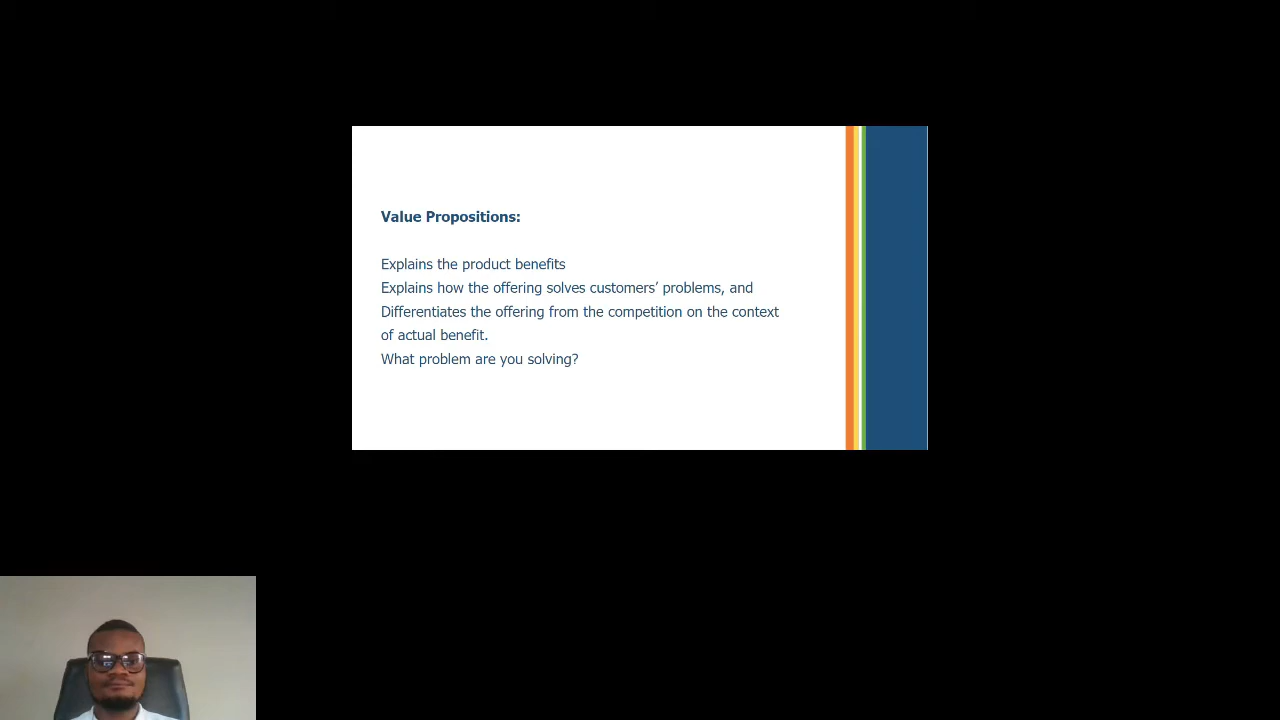 Value Propositions:
Explains the product benefits
Explains how the offering solves customers’ problems, and
Differentiates the offering from the competition on the context
of actual benefit.
What problem are you solving?